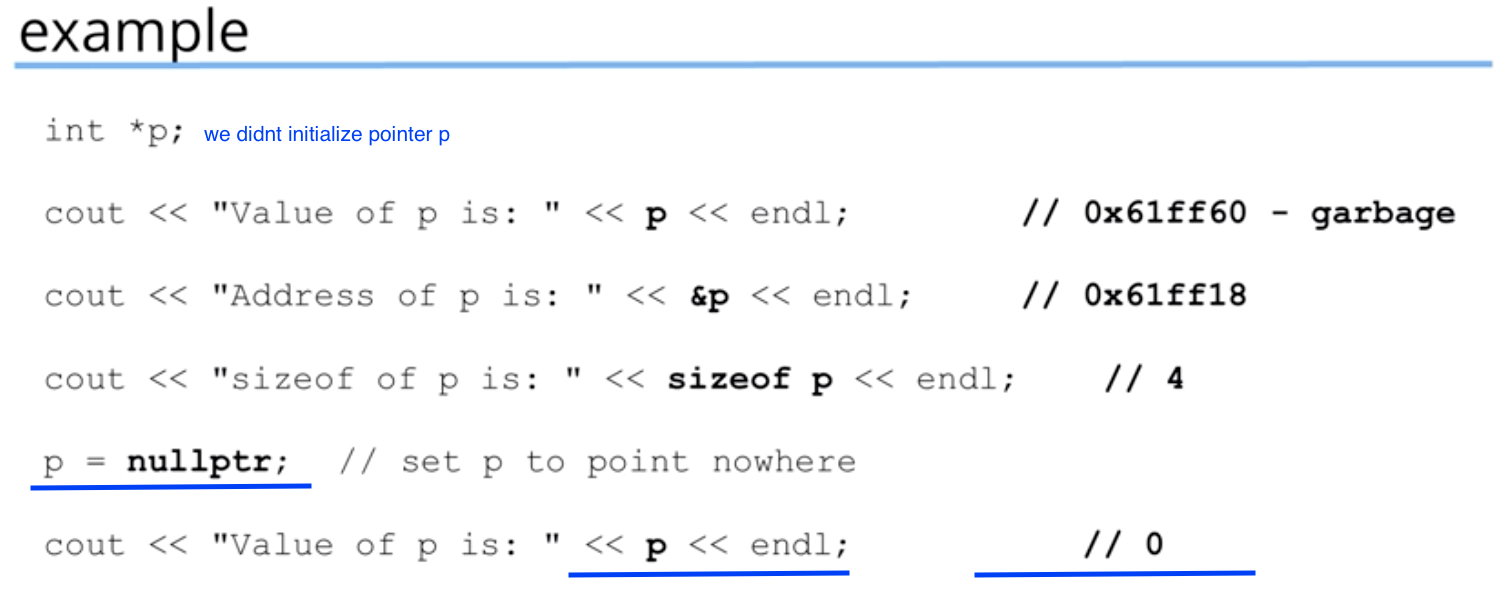 example
int *p; we didnt initialize pointer p
cout << "Value of p is: " << p << endl; // 0x61ff60 - garbage
cout << "Address of p is: " << &p << endl; // 0x61ff18
cout << "sizeof of p is: " << sizeof p << endl; // 4
p = nullptr; // set p to point nowhere
cout << "Value of p is: " << p << endl; // 0